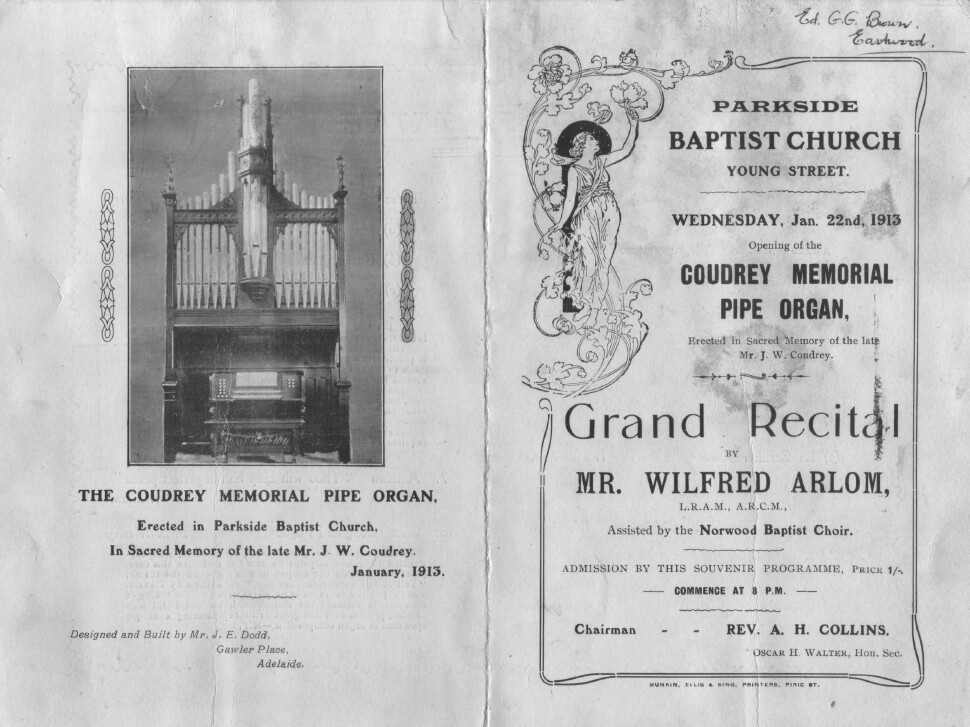 THE COUDREY MEMORIAL PIPE ORGAN,
Erected in Parkside Baptist Church,
In Sacred Memory of the late Mr. J. W. Coudrey.
January, 1913.
Designed and Built by Mr. J. E. Dodd,
Gawler Place,
Adelaide.
Ed. G.G. Brown.
Eastwood.
PARKSIDE
BAPTIST CHURCH
YOUNG STREET.
WEDNESDAY, Jan. 22nd, 1913
Opening of the
COUDREY MEMORIAL
PIPE ORGAN,
Erected in Sacred Memory of the late
Mr. J. W. Coudrey.
Grand Recital
BY
MR. WILFRED ARLOM,
L.R.A.M., A.R.C.M.,
Assisted by the Norwood Baptist Choir.
ADMISSION BY THIS SOUVENIR PROGRAMME, PRICE 1/-.
COMMENCE AT 8 P.M.
Chairman - - REV. A. H. COLLINS.
OSCAR H. WALTER, Hon. Sec.
HUNKIN, ELLIS & KING, PRINTERS, PIRIE ST.